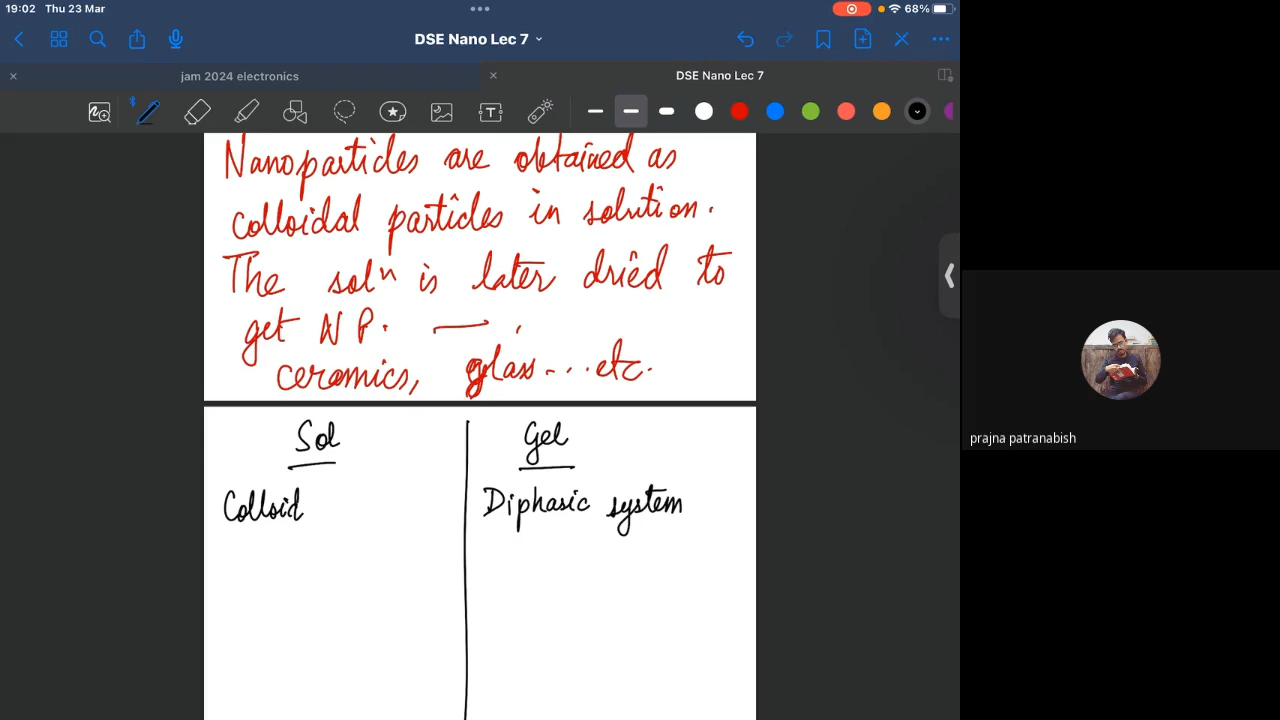 19:02 Thu 23 Mar
68%
DSE Nano Lec 7
jam 2024 electronics
DSE Nano Lec 7
Nanoparticles are obtained as
colloidal particles in solution.
The solⁿ is later dried to
get NP. —
ceramics, glass... etc.
Sol
Gel
Colloid
Diphasic system
prajna patranabish